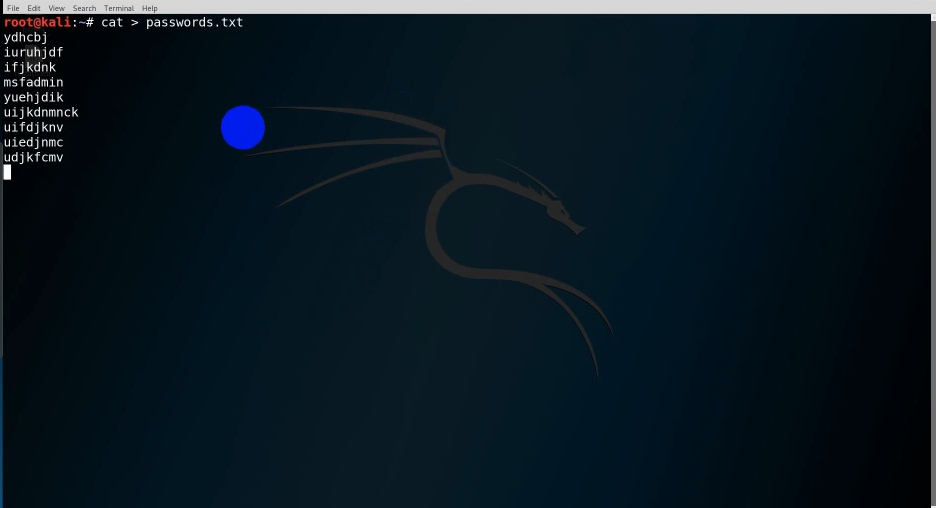 File Edit View Search Terminal Help
root@kali:~# cat > passwords.txt
ydhcbj
iuruhjdf
ifjkdnk
msfadmin
yuehjdik
uijkdnmnck
uifdjknv
uiedjnmc
udjkfcmv